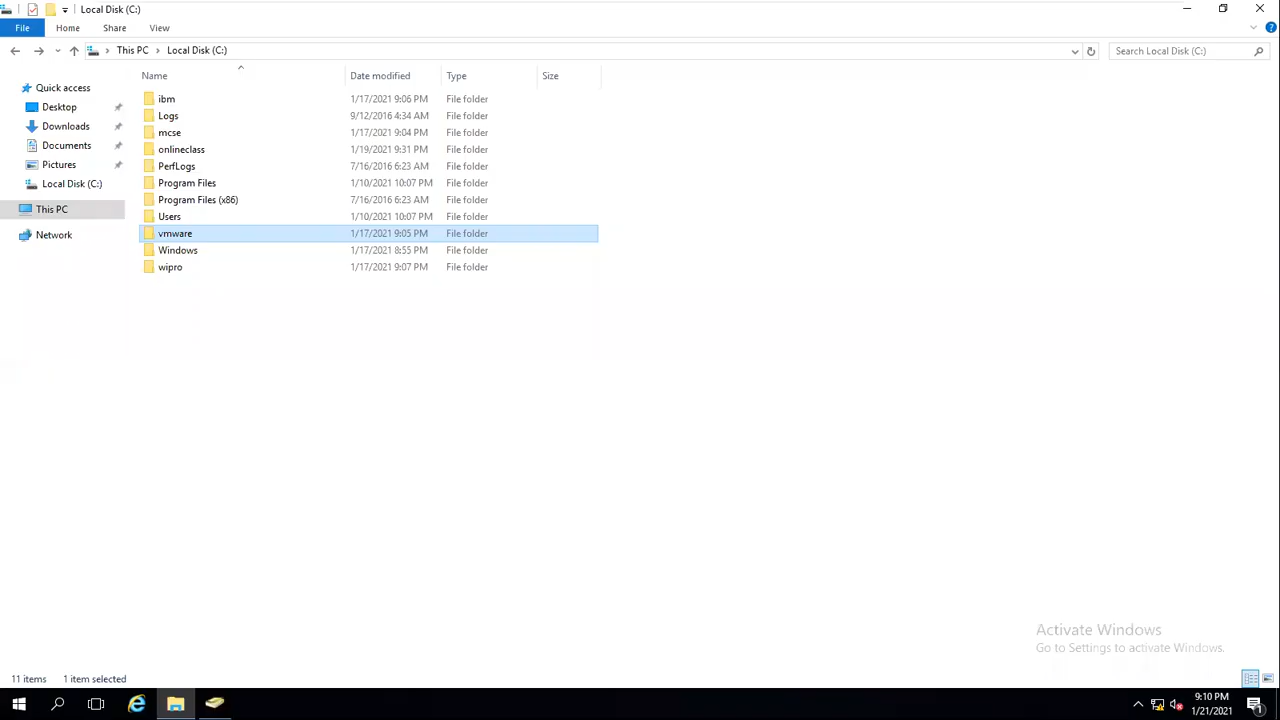 Local Disk (C:)
File Home Share View
This PC Local Disk (C:) Search Local Disk (C:)
Name Date modified Type Size
Quick access
Desktop
Downloads
Documents
Pictures
Local Disk (C:)
This PC
Network
ibm 1/17/2021 9:06 PM File folder
Logs 9/12/2016 4:34 AM File folder
mcse 1/17/2021 9:04 PM File folder
onlineclass 1/19/2021 9:31 PM File folder
PerfLogs 7/16/2016 6:23 AM File folder
Program Files 1/10/2021 10:07 PM File folder
Program Files (x86) 7/16/2016 6:23 AM File folder
Users 1/10/2021 10:07 PM File folder
vmware 1/17/2021 9:05 PM File folder
Windows 1/17/2021 8:55 PM File folder
wipro 1/17/2021 9:07 PM File folder
Activate Windows
Go to Settings to activate Windows.
11 items 1 item selected
9:10 PM
1/21/2021
1